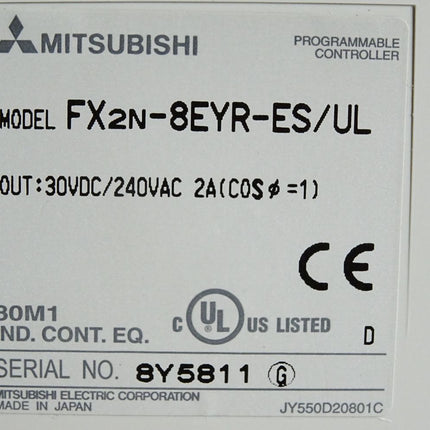 MITSUBISHI
PROGRAMMABLE
CONTROLLER
MODEL FX2N-8EYR-ES/UL
OUT:30VDC/240VAC 2A(COSφ=1)
CE
80M1
IND. CONT. EQ.
C UL US LISTED
D
SERIAL NO. 8Y5811 G
MITSUBISHI ELECTRIC CORPORATION
MADE IN JAPAN
JY550D20801C